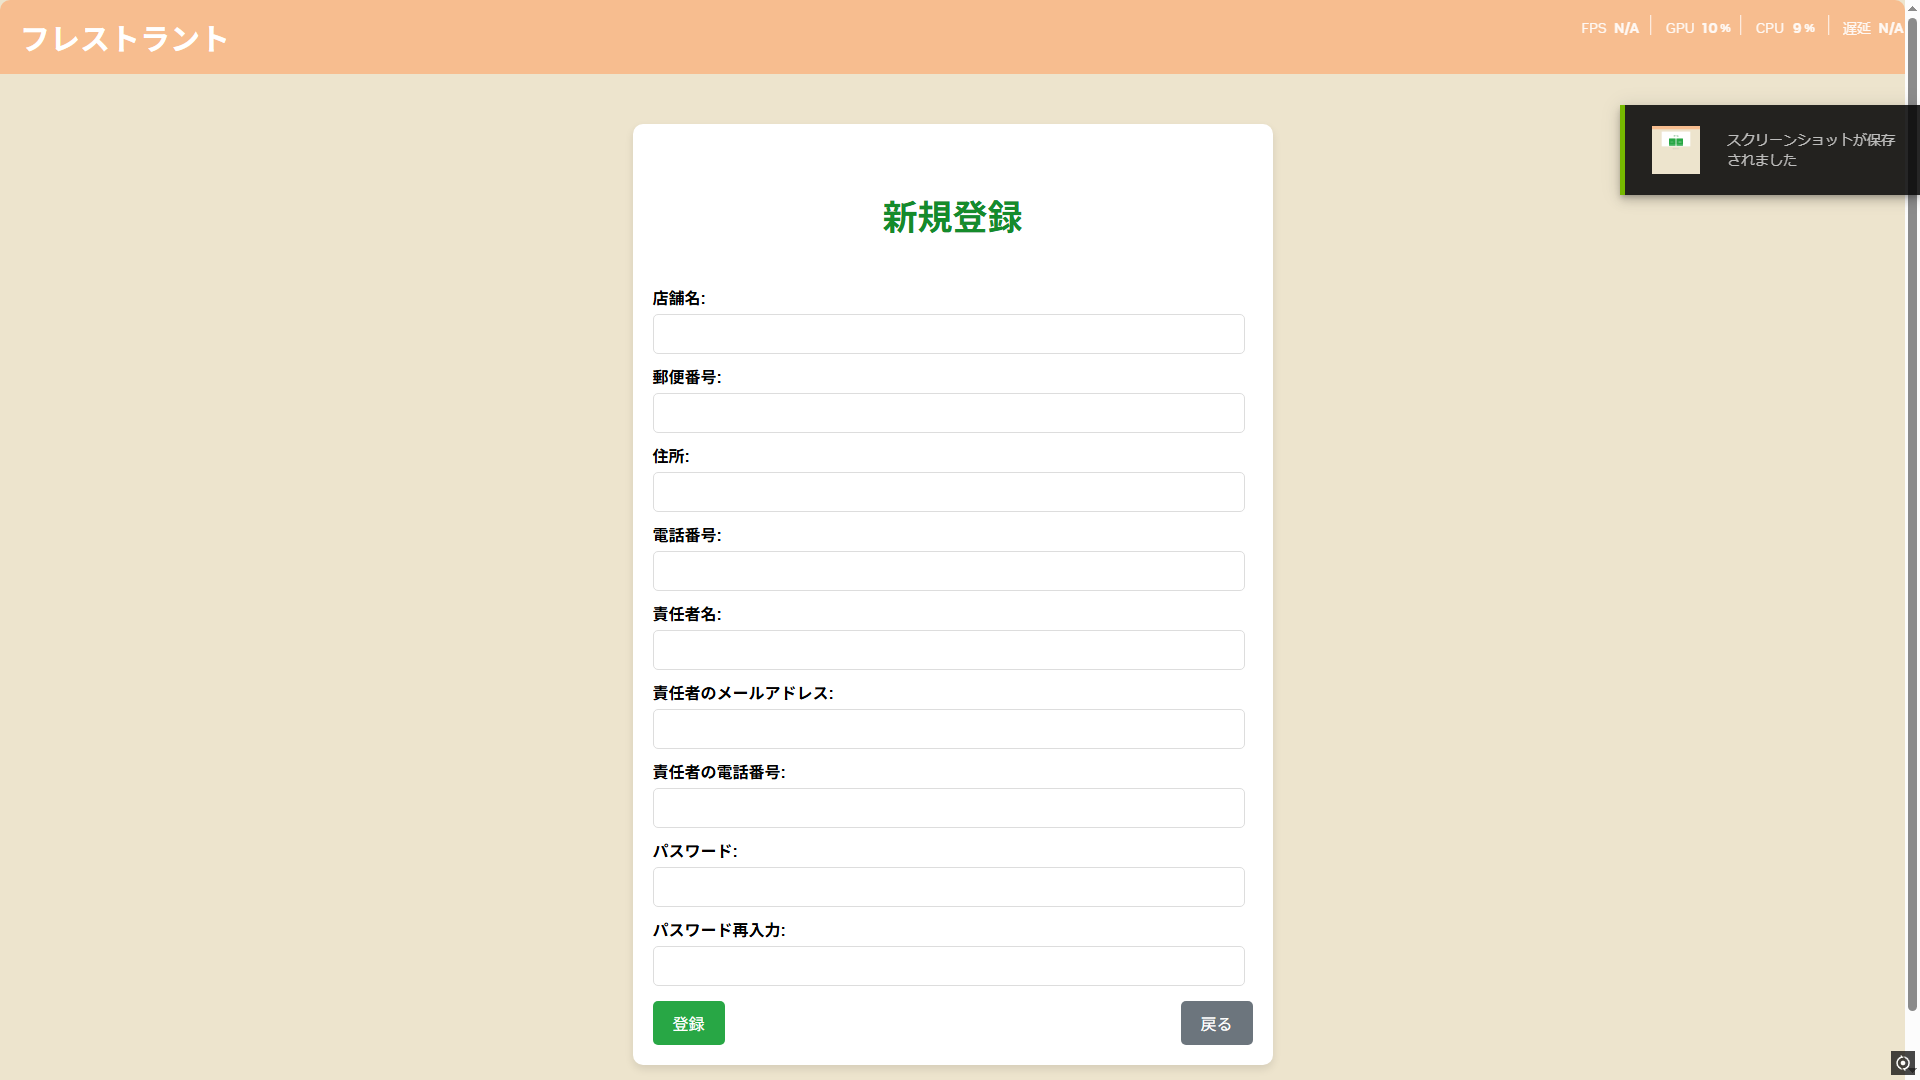 フレストラント
FPS N/A GPU 10% CPU 9% 遅延 N/A
スクリーンショットが保存
されました
新規登録
店舗名:
郵便番号:
住所:
電話番号:
責任者名:
責任者のメールアドレス:
責任者の電話番号:
パスワード:
パスワード再入力:
登録
戻る